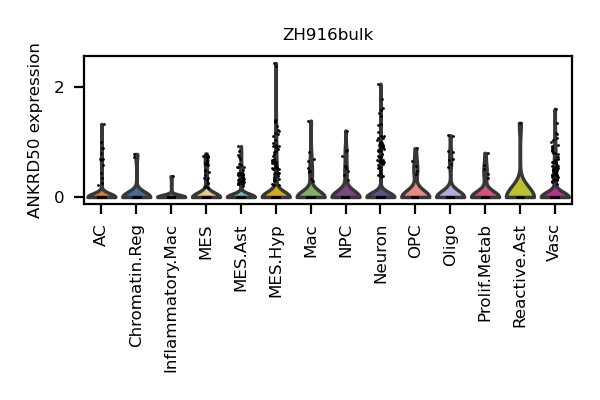 ZH916bulk
ANKRD50 expression
2
0
AC
Chromatin.Reg
Inflammatory.Mac
MES
MES.Ast
MES.Hyp
Mac
NPC
Neuron
OPC
Oligo
Prolif.Metab
Reactive.Ast
Vasc